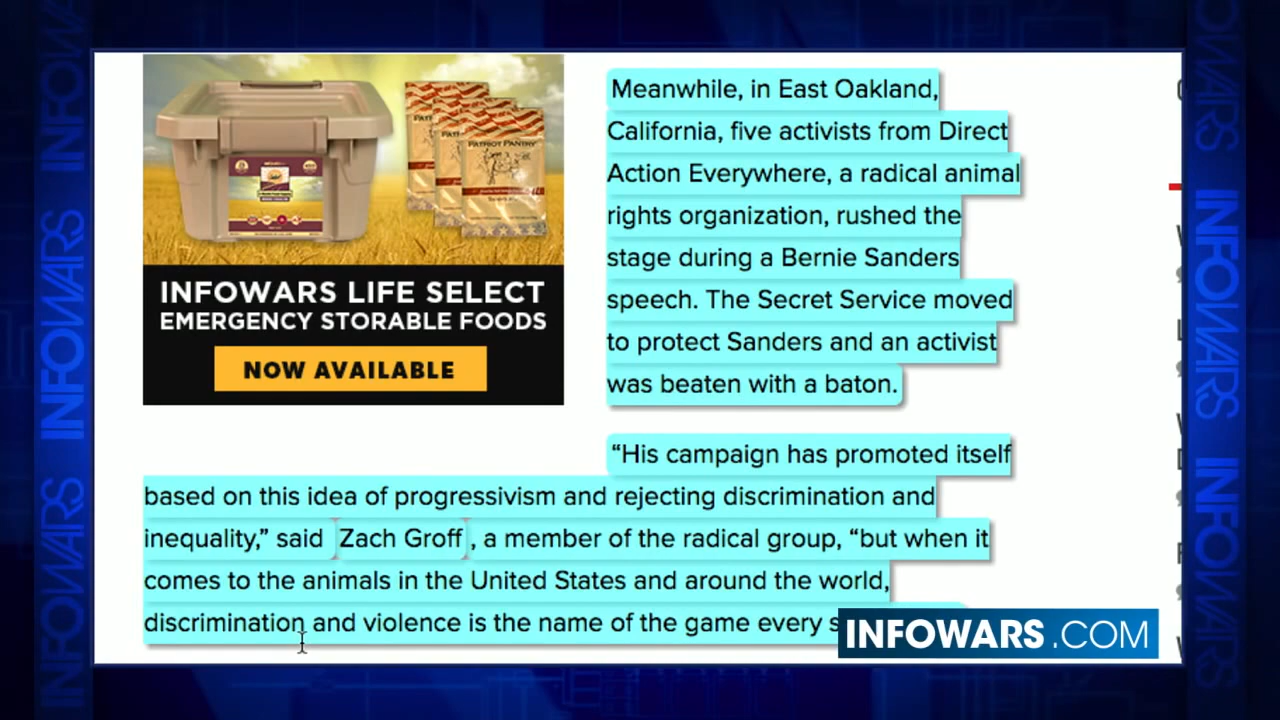 INFOWARS
INFOWARS
INFOWARS
INFOWARS
INFOWARS
INFOWARS
PATRIOT PANTRY
INFOWARS LIFE SELECT
EMERGENCY STORABLE FOODS
NOW AVAILABLE
Meanwhile, in East Oakland,
California, five activists from Direct
Action Everywhere, a radical animal
rights organization, rushed the
stage during a Bernie Sanders
speech. The Secret Service moved
to protect Sanders and an activist
was beaten with a baton.
“His campaign has promoted itself
based on this idea of progressivism and rejecting discrimination and
inequality,” said Zach Groff, a member of the radical group, “but when it
comes to the animals in the United States and around the world,
discrimination and violence is the name of the game every
INFOWARS.COM